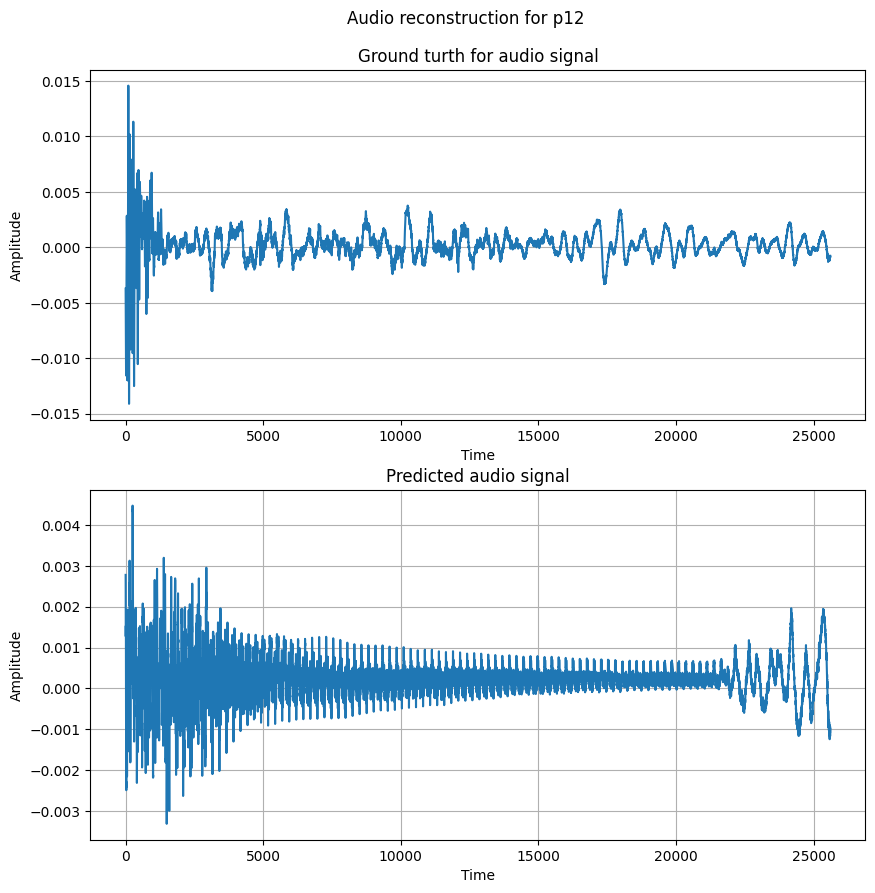 Audio reconstruction for p12
Ground turth for audio signal
0.015
0.010
0.005
0.000
−0.005
−0.010
−0.015
Amplitude
0 5000 10000 15000 20000 25000
Time
Predicted audio signal
0.004
0.003
0.002
0.001
0.000
−0.001
−0.002
−0.003
Amplitude
0 5000 10000 15000 20000 25000
Time